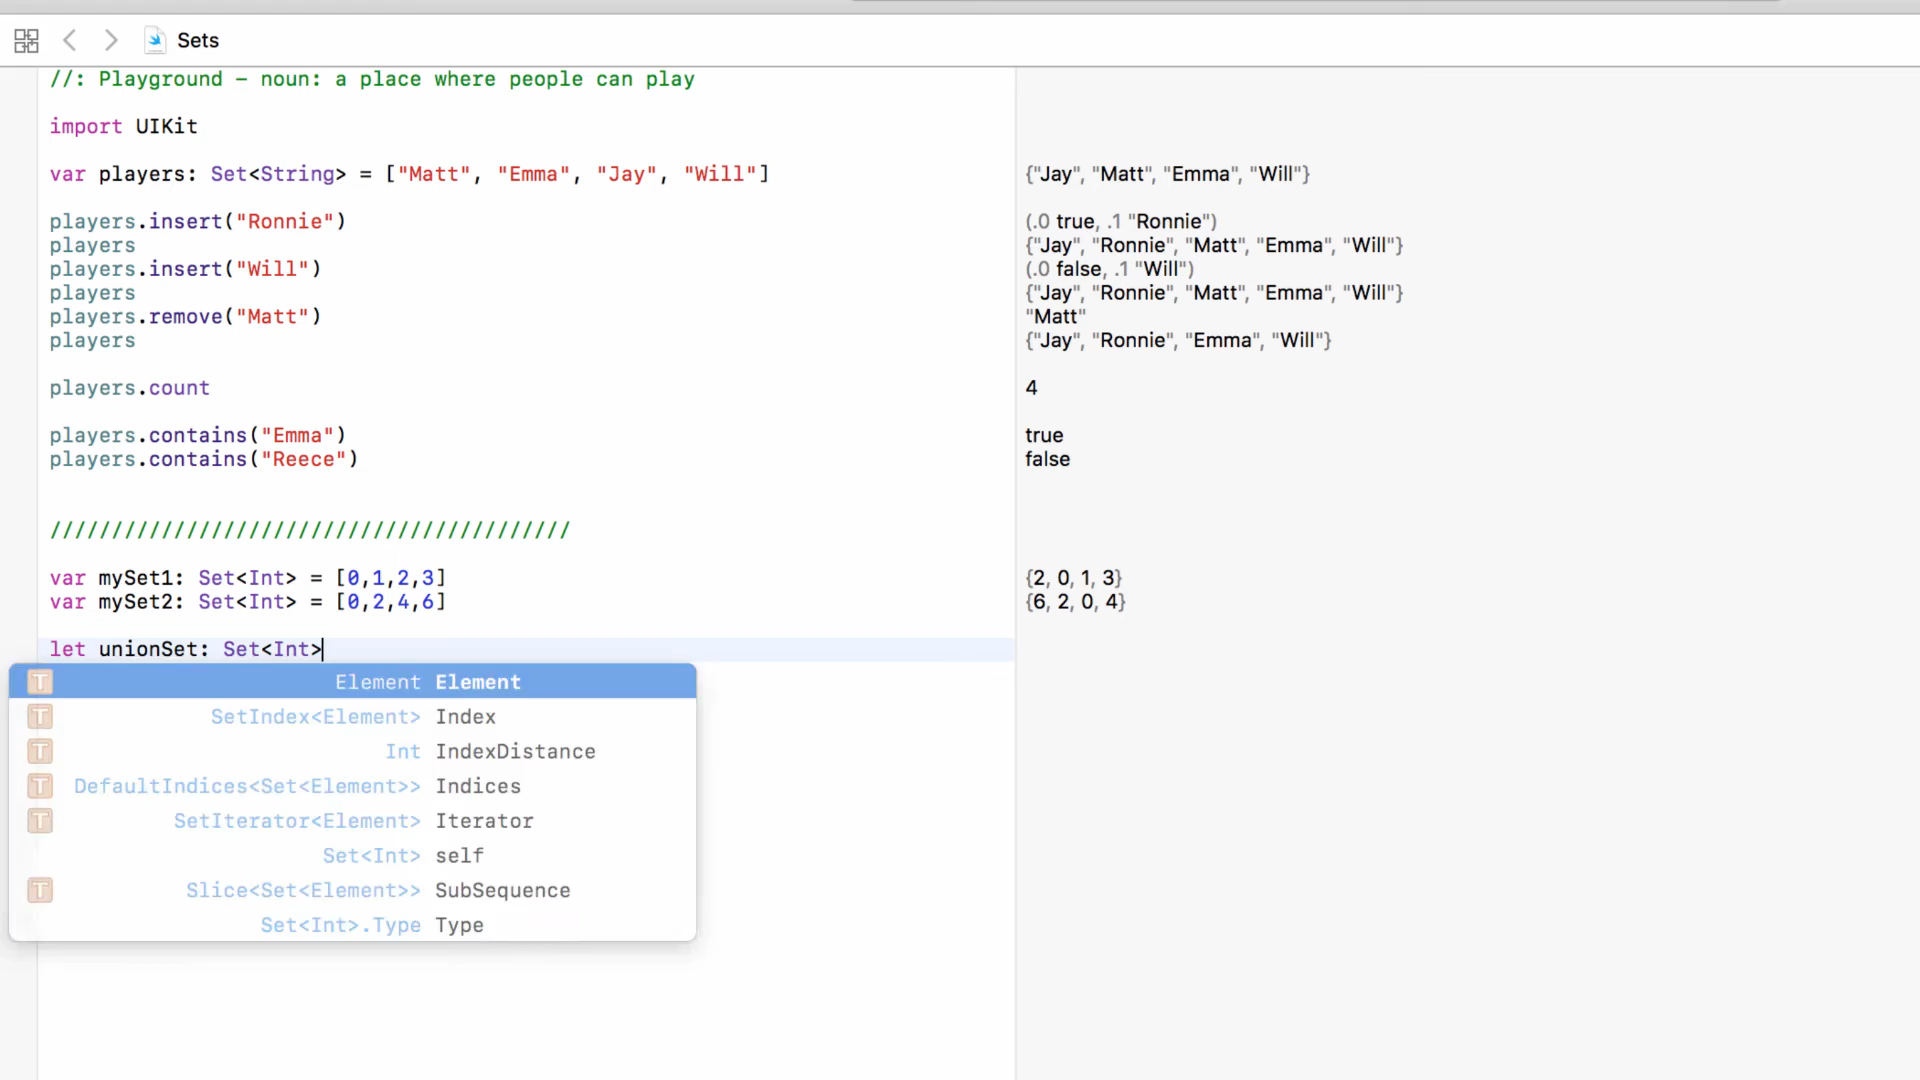 Sets
//: Playground – noun: a place where people can play
import UIKit
var players: Set<String> = ["Matt", "Emma", "Jay", "Will"]
{"Jay", "Matt", "Emma", "Will"}
players.insert("Ronnie")
(.0 true, .1 "Ronnie")
players
{"Jay", "Ronnie", "Matt", "Emma", "Will"}
players.insert("Will")
(.0 false, .1 "Will")
players
{"Jay", "Ronnie", "Matt", "Emma", "Will"}
players.remove("Matt")
"Matt"
players
{"Jay", "Ronnie", "Emma", "Will"}
players.count
4
players.contains("Emma")
true
players.contains("Reece")
false
//////////////////////////////////////////
var mySet1: Set<Int> = [0,1,2,3]
{2, 0, 1, 3}
var mySet2: Set<Int> = [0,2,4,6]
{6, 2, 0, 4}
let unionSet: Set<Int>
T Element Element
T SetIndex<Element> Index
T Int IndexDistance
T DefaultIndices<Set<Element>> Indices
T SetIterator<Element> Iterator
Set<Int> self
T Slice<Set<Element>> SubSequence
Set<Int>.Type Type